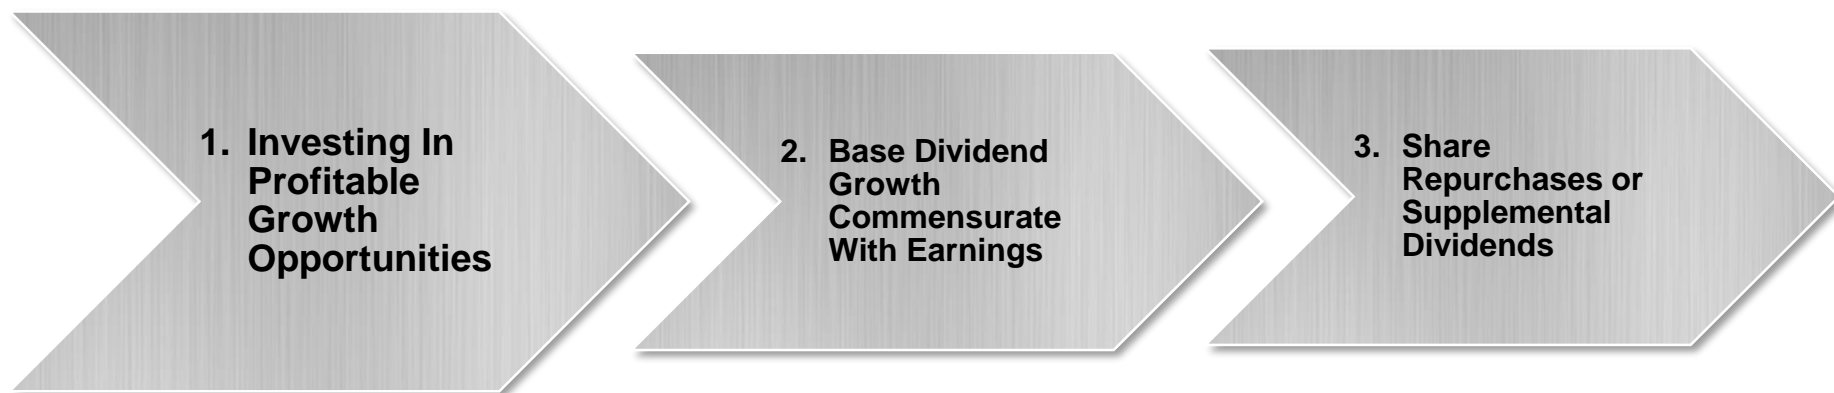 1. Investing In
Profitable
Growth
Opportunities
2. Base Dividend
Growth
Commensurate
With Earnings
3. Share
Repurchases or
Supplemental
Dividends